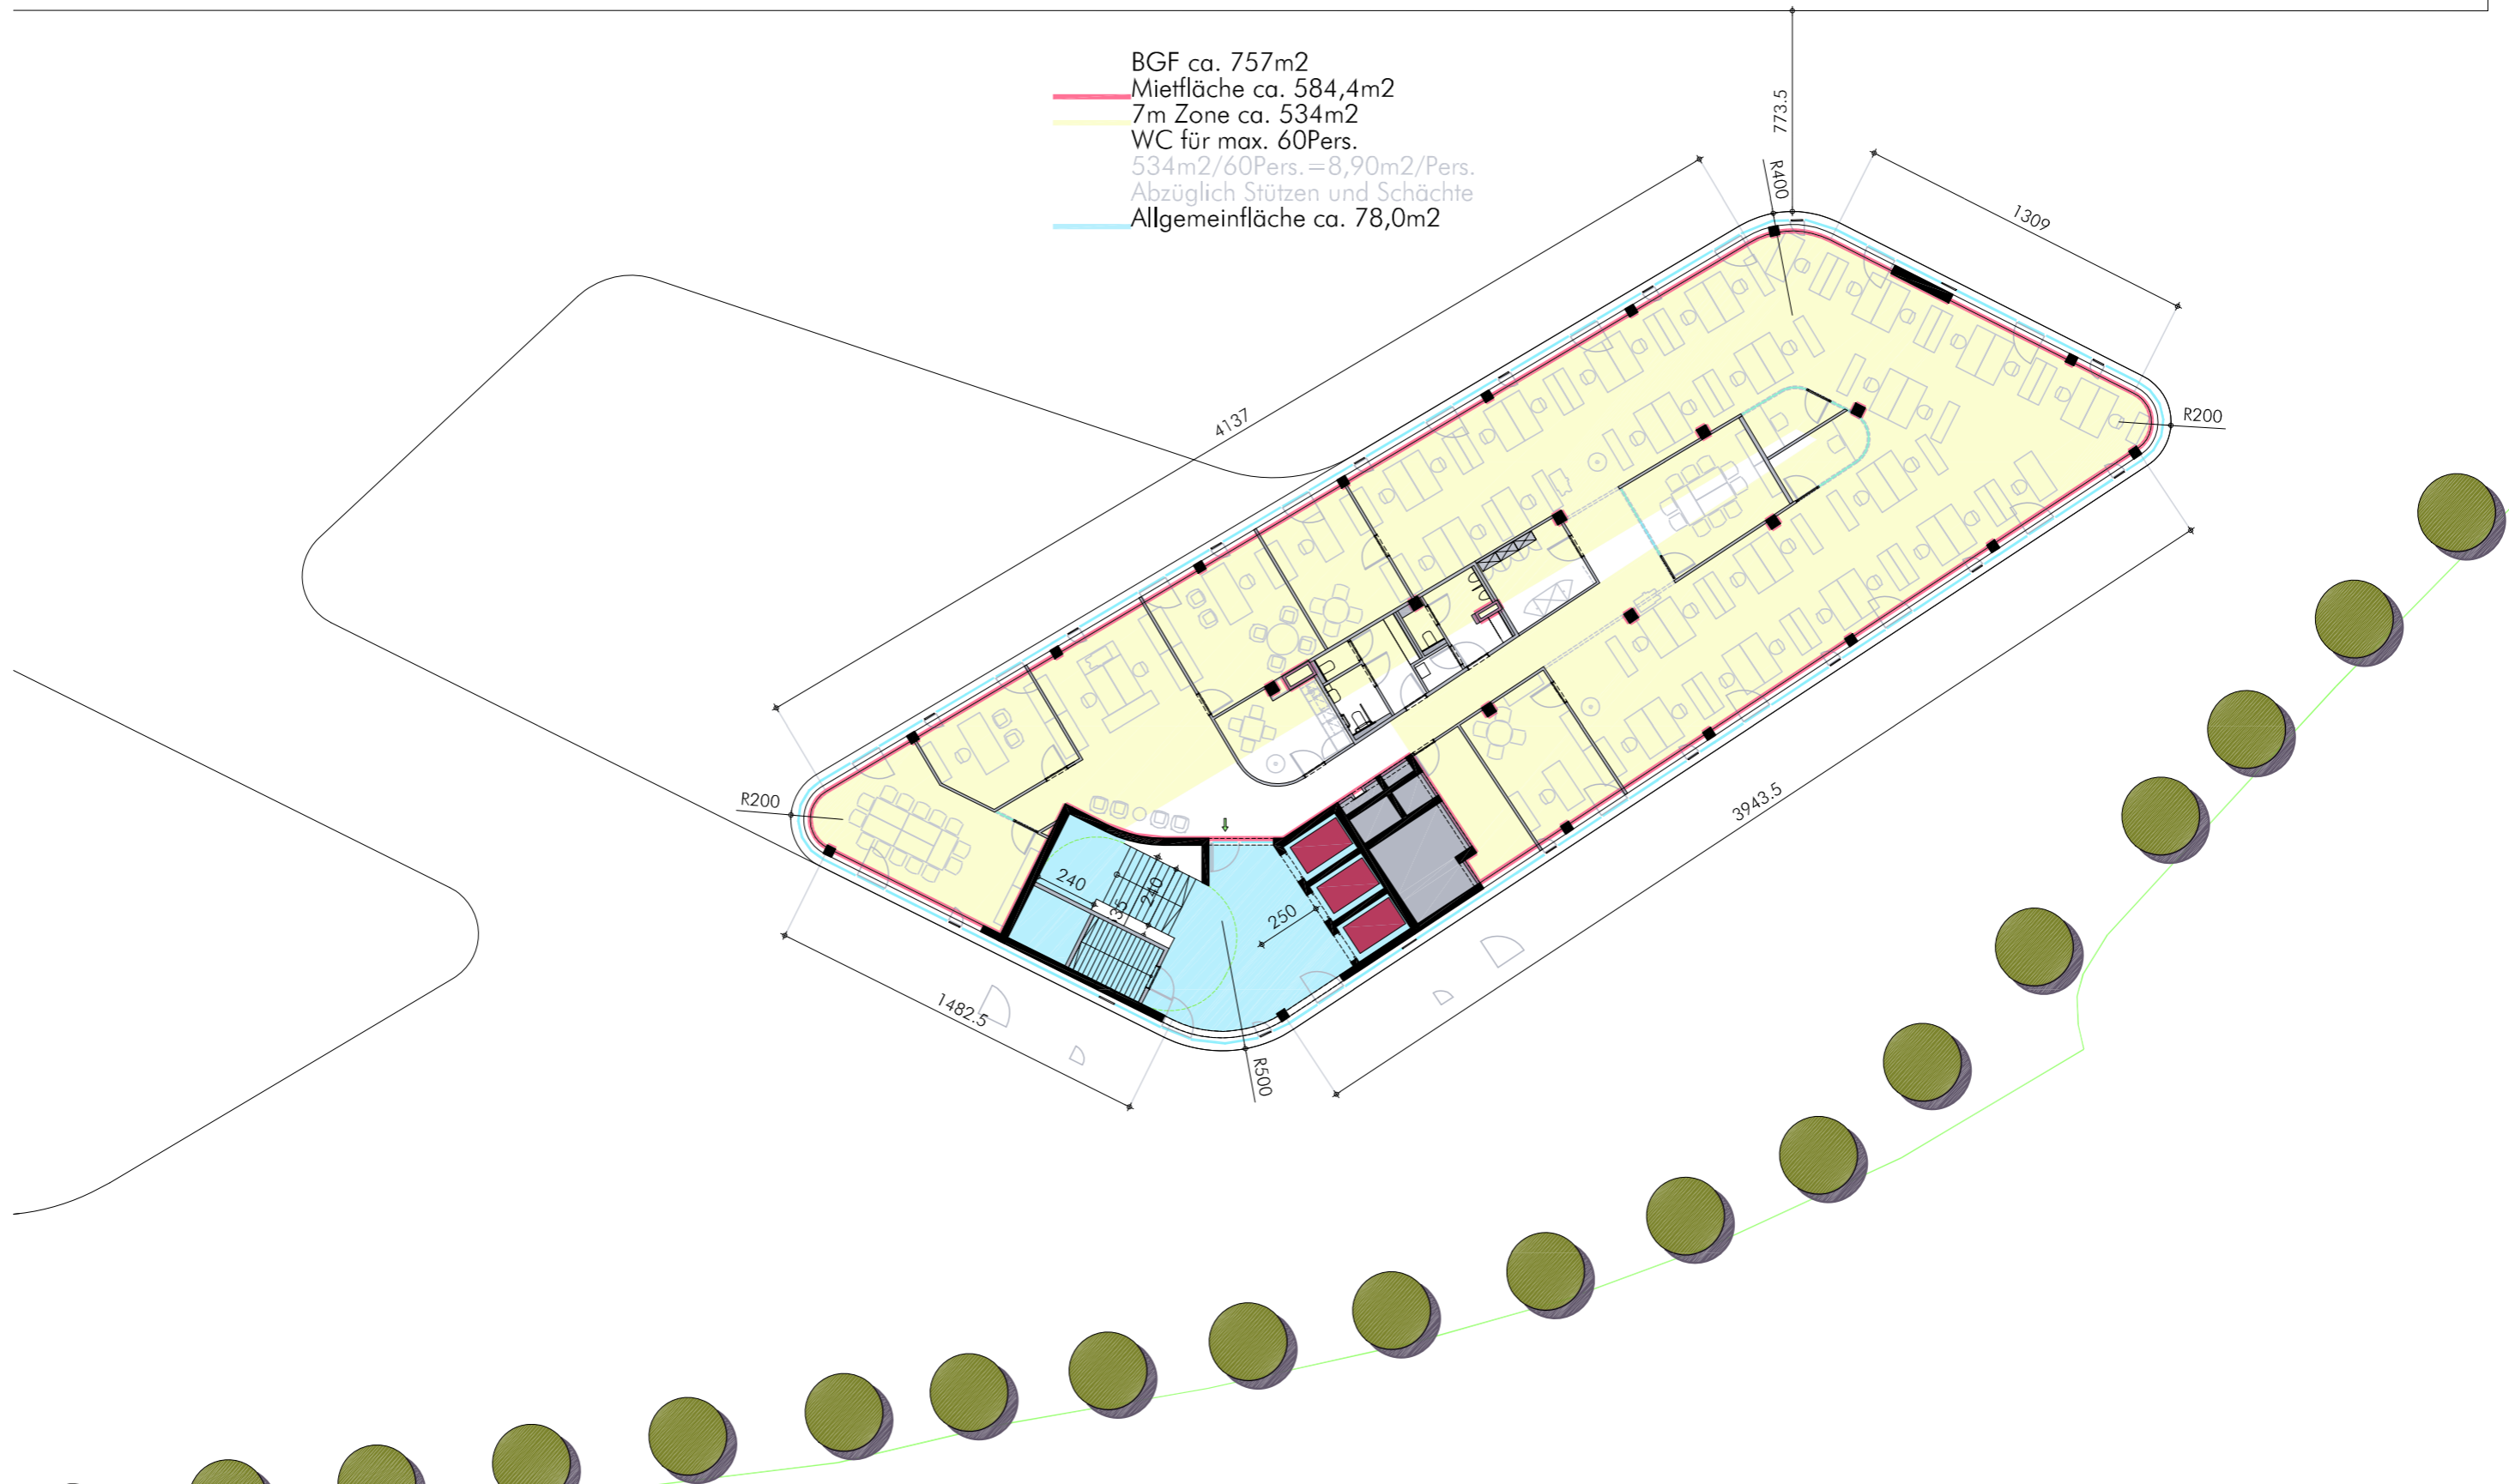 BGF ca. 757m2
Mietfläche ca. 584,4m2
7m Zone ca. 534m2
WC für max. 60Pers.
534m2/60Pers.=8,90m2/Pers.
Abzüglich Stützen und Schächte
Allgemeinfläche ca. 78,0m2
773.5
R400
1309
4137
R200
R200
3943.5
240
35
240
250
1482.5
R500